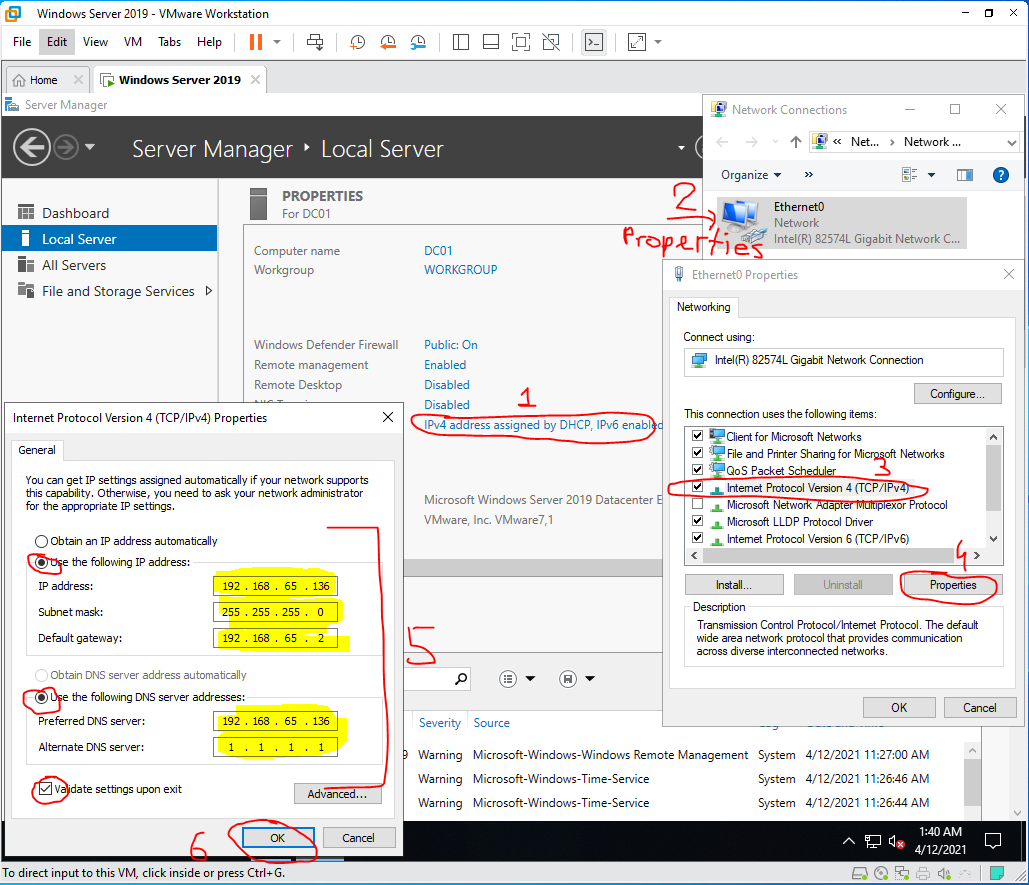 Windows Server 2019 - VMware Workstation
File Edit View VM Tabs Help
Home
Windows Server 2019
Server Manager
Server Manager
Local Server
Dashboard
Local Server
All Servers
File and Storage Services
PROPERTIES
For DC01
Computer name DC01
Workgroup WORKGROUP
Windows Defender Firewall Public: On
Remote management Enabled
Remote Desktop Disabled
Disabled
1
IPv4 address assigned by DHCP, IPv6 enabled
Microsoft Windows Server 2019 Datacenter E
VMware, Inc. VMware7,1
Network Connections
« Net... › Network ...
Organize »
2
Properties
Ethernet0
Network
Intel(R) 82574L Gigabit Network C...
Ethernet0 Properties
Networking
Connect using:
Intel(R) 82574L Gigabit Network Connection
Configure...
This connection uses the following items:
Client for Microsoft Networks
File and Printer Sharing for Microsoft Networks
QoS Packet Scheduler
3
Internet Protocol Version 4 (TCP/IPv4)
Microsoft Network Adapter Multiplexor Protocol
Microsoft LLDP Protocol Driver
Internet Protocol Version 6 (TCP/IPv6)
4
Install... Uninstall Properties
Description
Transmission Control Protocol/Internet Protocol. The default
wide area network protocol that provides communication
across diverse interconnected networks.
OK Cancel
Internet Protocol Version 4 (TCP/IPv4) Properties
General
You can get IP settings assigned automatically if your network supports
this capability. Otherwise, you need to ask your network administrator
for the appropriate IP settings.
Obtain an IP address automatically
Use the following IP address:
IP address: 192 . 168 . 65 . 136
Subnet mask: 255 . 255 . 255 . 0
Default gateway: 192 . 168 . 65 . 2
5
Obtain DNS server address automatically
Use the following DNS server addresses:
Preferred DNS server: 192 . 168 . 65 . 136
Alternate DNS server: 1 . 1 . 1 . 1
Validate settings upon exit
Advanced...
6
OK Cancel
Severity Source
9 Warning Microsoft-Windows-Windows Remote Management System 4/12/2021 11:27:00 AM
Warning Microsoft-Windows-Time-Service System 4/12/2021 11:26:46 AM
Warning Microsoft-Windows-Time-Service System 4/12/2021 11:26:44 AM
1:40 AM
4/12/2021
To direct input to this VM, click inside or press Ctrl+G.